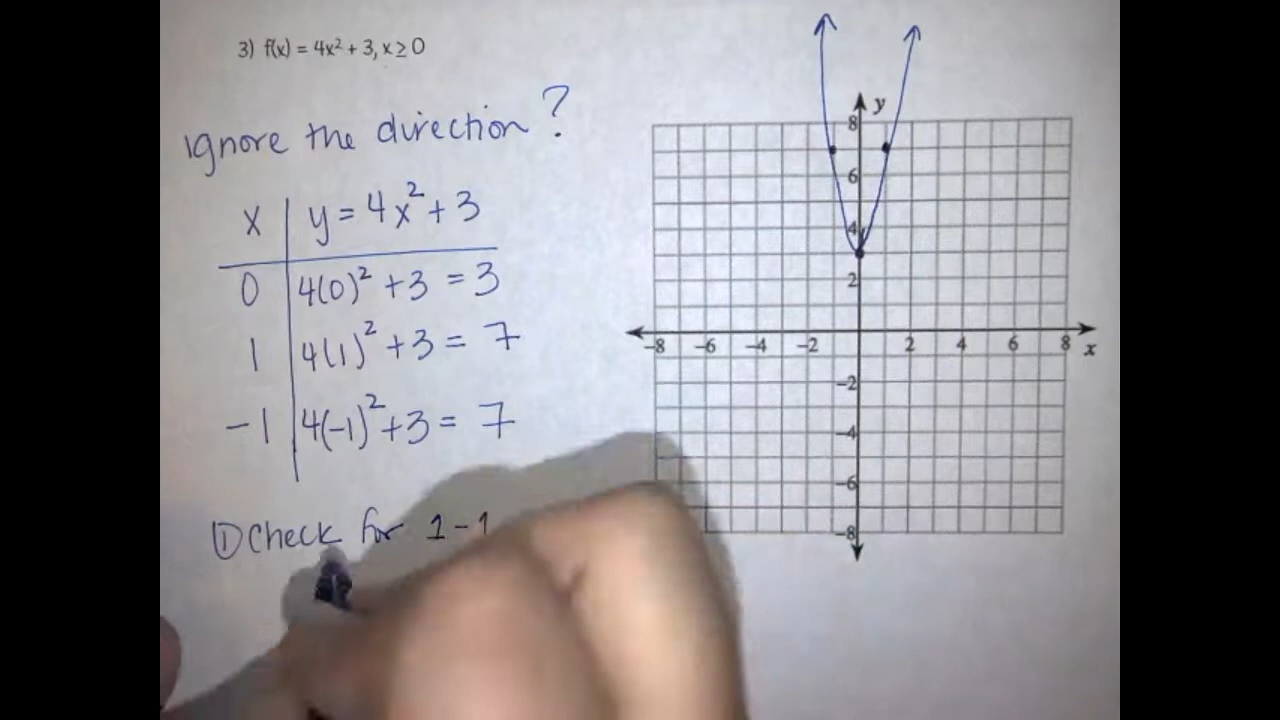 3) f(x) = 4x² + 3, x ≥ 0
ignore the direction?
x y = 4x² + 3
0 4(0)² + 3 = 3
1 4(1)² + 3 = 7
-1 4(-1)² + 3 = 7
① Check for 1-1
y
8
6
4
2
-8 -6 -4 -2 2 4 6 8 x
-2
-4
-6
-8